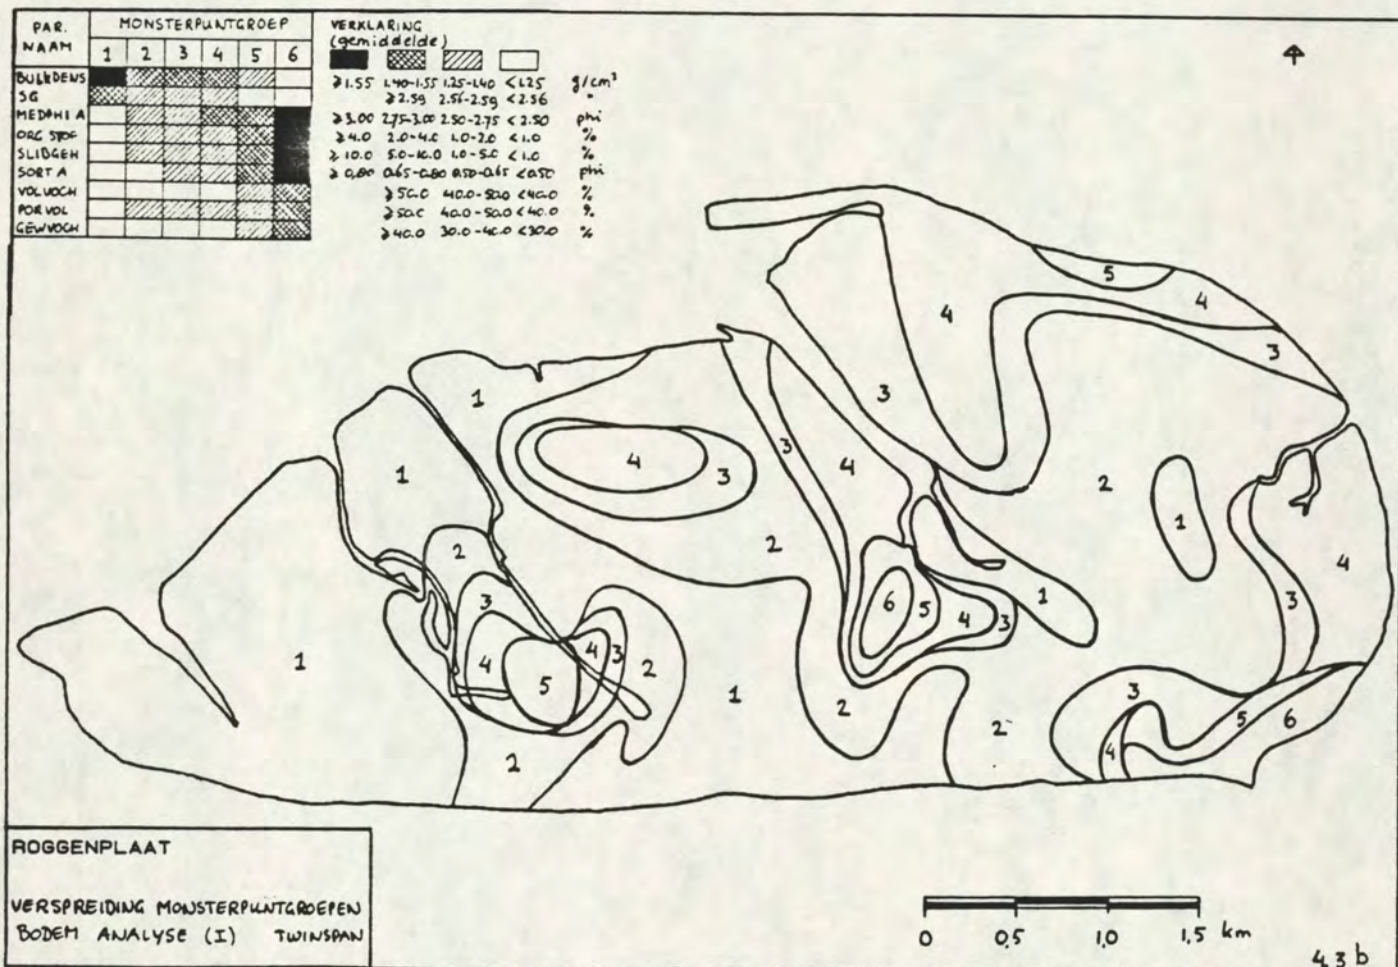 PAR. NAAM
MONSTERPUNTGROEP
1 2 3 4 5 6
BULKDENS
SG
MEDPHI A
ORG STOF
SLIBGEH
SORT A
VOLVOCH
PORVOL
GEWVOCH
VERKLARING
(gemiddelde)
≥1.55 1.40-1.55 1.25-1.40 <1.25 g/cm³
≥2.59 2.56-2.59 <2.56 "
≥3.00 2.75-3.00 2.50-2.75 <2.50 phi
≥4.0 2.0-4.0 1.0-2.0 <1.0 %
≥10.0 5.0-10.0 1.0-5.0 <1.0 %
≥0,80 0.65-0.80 0.50-0.65 <0.50 phi
≥50.0 40.0-50.0 <40.0 %
≥50.0 40.0-50.0 <40.0 %
≥40.0 30.0-40.0 <30.0 %
5
4
4
3
3
1
4
3
3
4
1
2
1
2
2
4
3
6
5
4
3
1
3
4
5
4
3
2
1
1
2
2
3
5
6
4
2
ROGGENPLAAT
VERSPREIDING MONSTERPUNTGROEPEN
BODEM ANALYSE (I) TWINSPAN
0 0,5 1,0 1,5 km
4.3 b